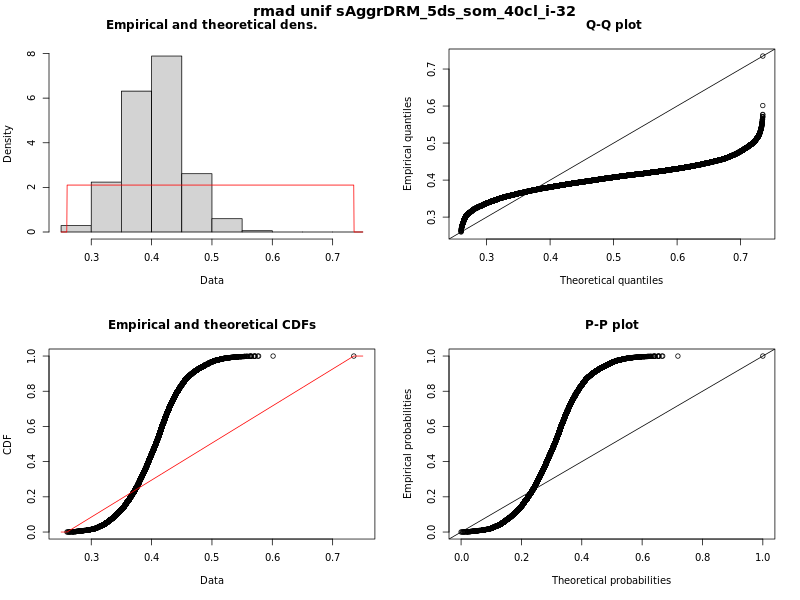 rmad unif sAggrDRM_5ds_som_40cl_i-32
Empirical and theoretical dens.
Density
0 2 4 6 8
0.3 0.4 0.5 0.6 0.7
Data
Q-Q plot
Empirical quantiles
0.3 0.4 0.5 0.6 0.7
0.3 0.4 0.5 0.6 0.7
Theoretical quantiles
Empirical and theoretical CDFs
CDF
0.0 0.2 0.4 0.6 0.8 1.0
0.3 0.4 0.5 0.6 0.7
Data
P-P plot
Empirical probabilities
0.0 0.2 0.4 0.6 0.8 1.0
0.0 0.2 0.4 0.6 0.8 1.0
Theoretical probabilities